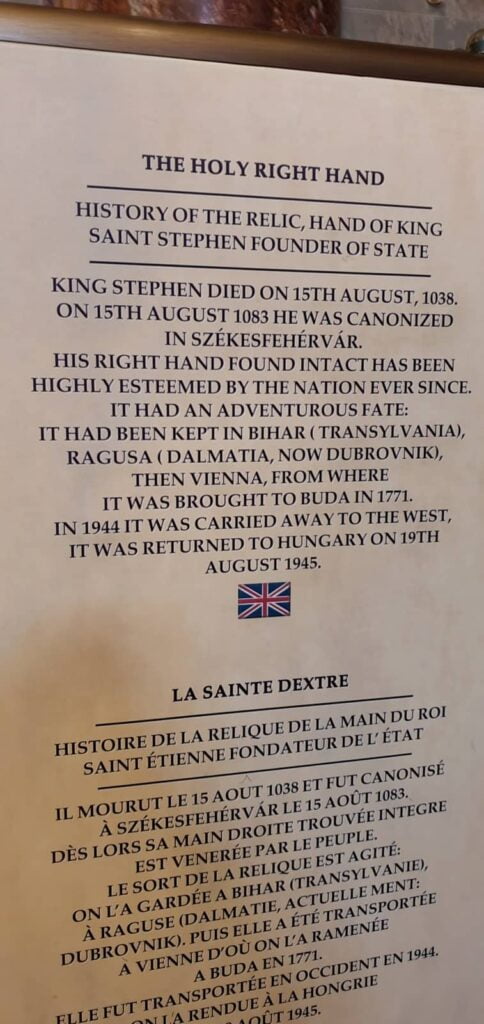 THE HOLY RIGHT HAND
HISTORY OF THE RELIC, HAND OF KING
SAINT STEPHEN FOUNDER OF STATE
KING STEPHEN DIED ON 15TH AUGUST, 1038.
ON 15TH AUGUST 1083 HE WAS CANONIZED
IN SZÉKESFEHÉRVÁR.
HIS RIGHT HAND FOUND INTACT HAS BEEN
HIGHLY ESTEEMED BY THE NATION EVER SINCE.
IT HAD AN ADVENTUROUS FATE:
IT HAD BEEN KEPT IN BIHAR ( TRANSYLVANIA),
RAGUSA ( DALMATIA, NOW DUBROVNIK),
THEN VIENNA, FROM WHERE
IT WAS BROUGHT TO BUDA IN 1771.
IN 1944 IT WAS CARRIED AWAY TO THE WEST,
IT WAS RETURNED TO HUNGARY ON 19TH
AUGUST 1945.
LA SAINTE DEXTRE
HISTOIRE DE LA RELIQUE DE LA MAIN DU ROI
SAINT ÉTIENNE FONDATEUR DE L' ÉTAT
IL MOURUT LE 15 AOUT 1038 ET FUT CANONISÉ
À SZÉKESFEHÉRVÁR LE 15 AOÛT 1083.
DÈS LORS SA MAIN DROITE TROUVÉE INTEGRE
EST VENERÉE PAR LE PEUPLE.
LE SORT DE LA RELIQUE EST AGITÉ:
ON L'A GARDÉE A BIHAR (TRANSYLVANIE),
À RAGUSE (DALMATIE, ACTUELLE MENT:
DUBROVNIK). PUIS ELLE A ÉTÉ TRANSPORTÉE
À VIENNE D'OÙ ON L'A RAMENÉE
A BUDA EN 1771.
ELLE FUT TRANSPORTÉE EN OCCIDENT EN 1944.
ON L'A RENDUE À LA HONGRIE
AOÛT 1945.